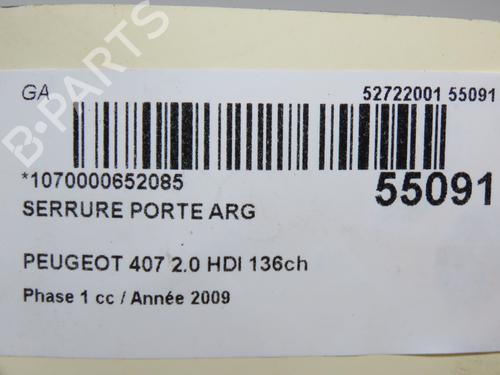 GA
52722001 55091
*1070000652085
55091
SERRURE PORTE ARG
PEUGEOT 407 2.0 HDI 136ch
Phase 1 cc / Année 2009
B-PARTS